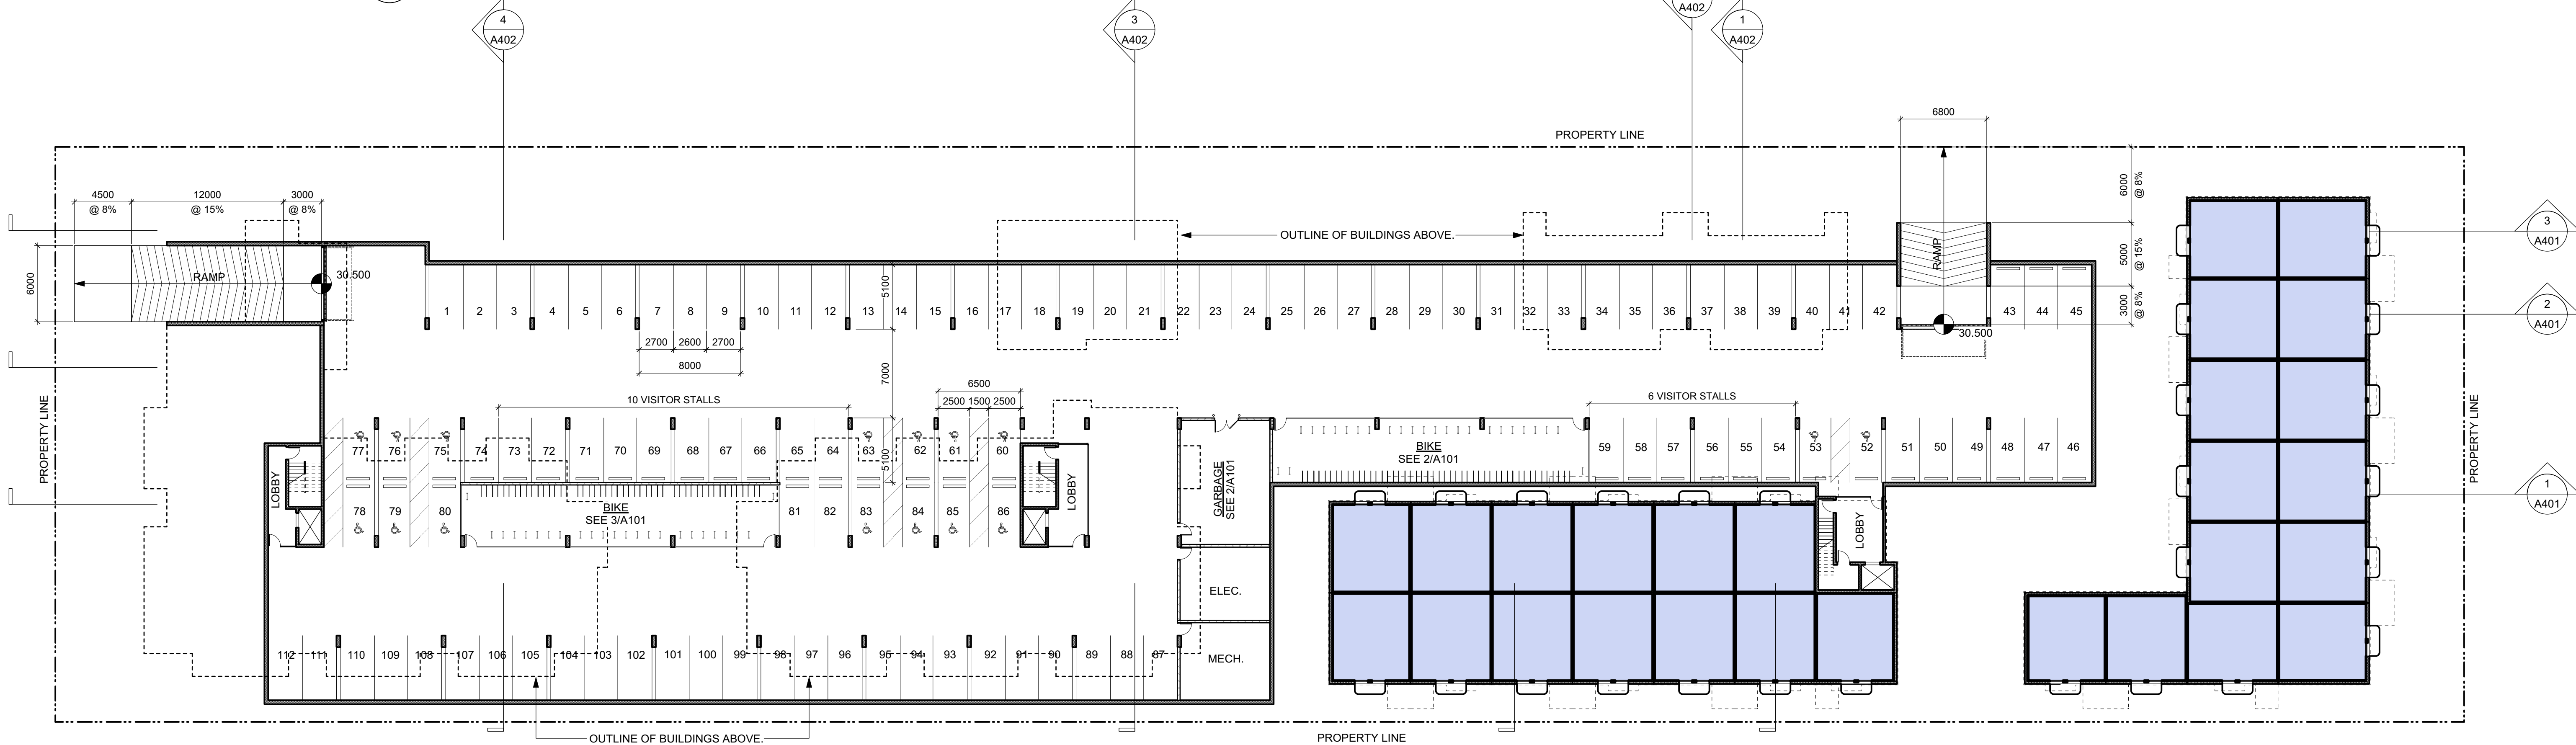 4
A402
3
A402
A402
1
A402
PROPERTY LINE
6800
4500
@ 8%
12000
@ 15%
3000
@ 8%
6000
@ 8%
5000
@ 15%
3000
@ 8%
OUTLINE OF BUILDINGS ABOVE.
3
A401
2
A401
1
A401
6000
RAMP
30.500
RAMP
30.500
5100
1 2 3 4 5 6 7 8 9 10 11 12 13 14 15 16 17 18 19 20 21 22 23 24 25 26 27 28 29 30 31 32 33 34 35 36 37 38 39 40 41 42 43 44 45
2700 2600 2700
8000
7000
6500
2500 1500 2500
10 VISITOR STALLS
6 VISITOR STALLS
PROPERTY LINE
PROPERTY LINE
77 76 75 74 73 72 71 70 69 68 67 66 65 64 63 62 61 60
5100
59 58 57 56 55 54 53 52 51 50 49 48 47 46
BIKE
SEE 2/A101
LOBBY
LOBBY
GARBAGE
SEE 2/A101
BIKE
SEE 3/A101
78 79 80 81 82 83 84 85 86
LOBBY
ELEC.
MECH.
112 111 110 109 108 107 106 105 104 103 102 101 100 99 98 97 96 95 94 93 92 91 90 89 88 87
OUTLINE OF BUILDINGS ABOVE.
PROPERTY LINE